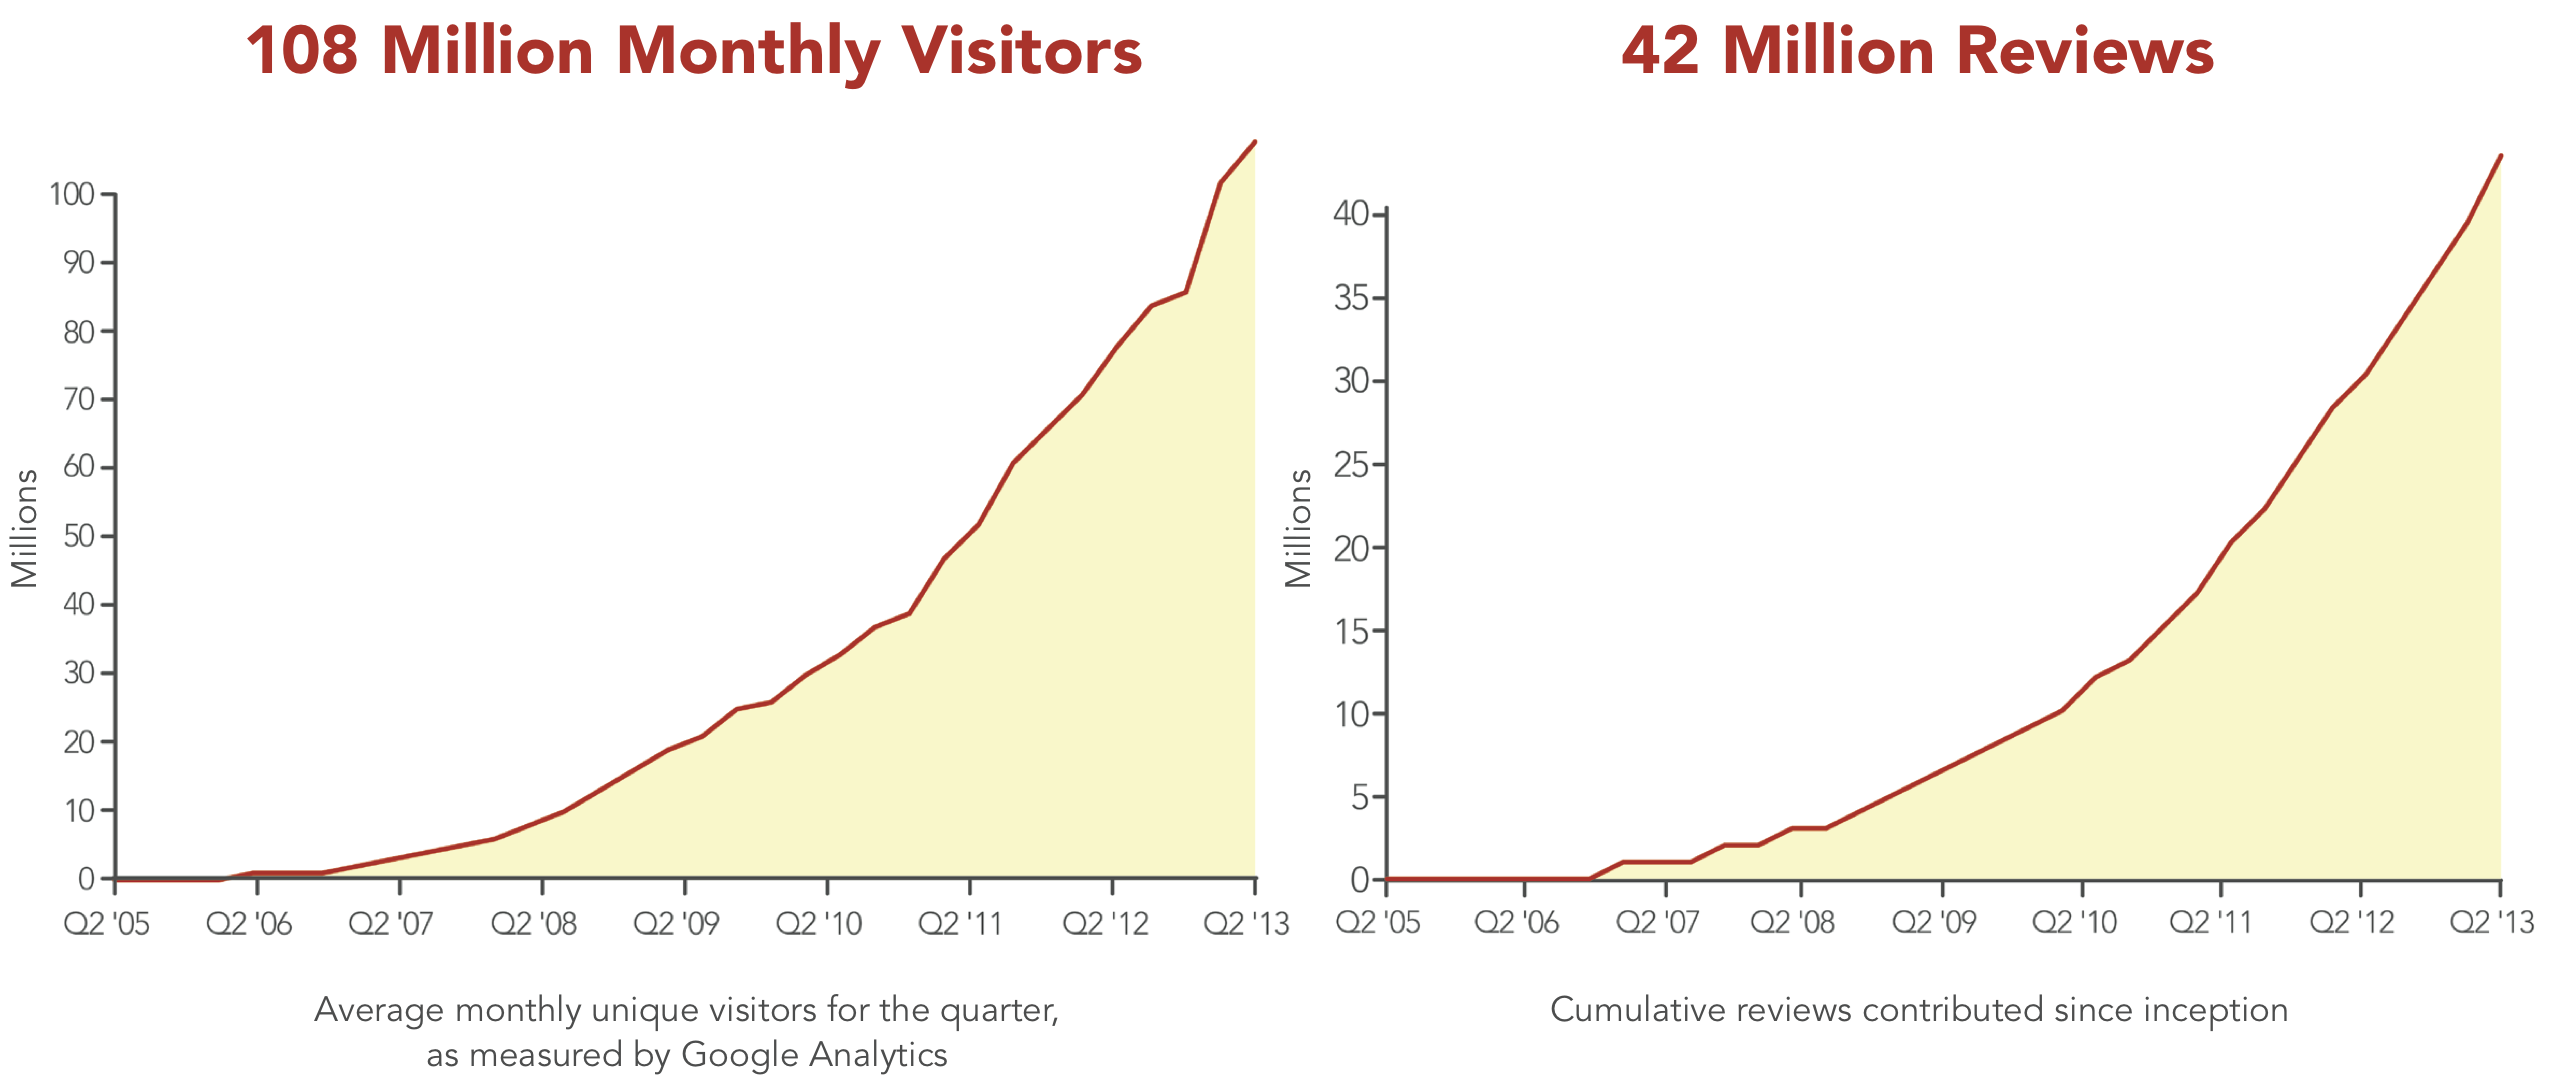 108 Million Monthly Visitors
Millions
100
90
80
70
60
50
40
30
20
10
0
Q2 '05 Q2 '06 Q2 '07 Q2 '08 Q2 '09 Q2 '10 Q2 '11 Q2 '12 Q2 '13
Average monthly unique visitors for the quarter,
as measured by Google Analytics
42 Million Reviews
Millions
40
35
30
25
20
15
10
5
0
Q2 '05 Q2 '06 Q2 '07 Q2 '08 Q2 '09 Q2 '10 Q2 '11 Q2 '12 Q2 '13
Cumulative reviews contributed since inception